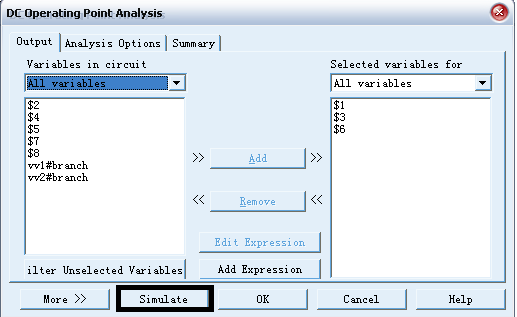 DC Operating Point Analysis
Output
Analysis Options
Summary
Variables in circuit
Selected variables for
All variables
All variables
$2
$4
$5
$7
$8
vv1#branch
vv2#branch
$1
$3
$6
>> Add >>
<< Remove <<
Edit Expression
ilter Unselected Variables
Add Expression
More >>
Simulate
OK
Cancel
Help